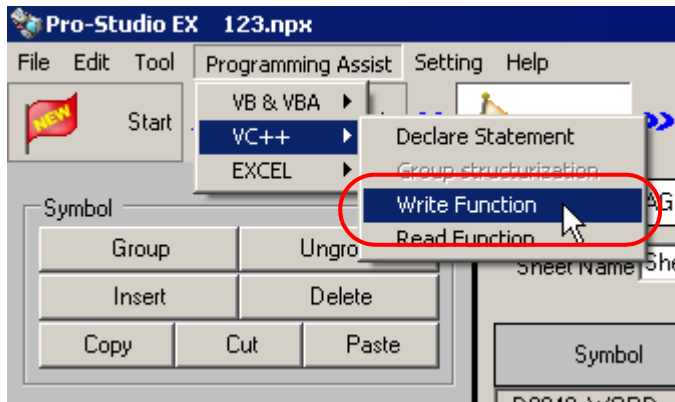 Pro-Studio EX 123.npx
File Edit Tool Programming Assist Setting Help
NEW Start
VB & VBA
VC++
EXCEL
Declare Statement
Group structurization
Write Function
Read Function
Symbol
Group
Insert Delete
Copy Cut Paste
Sheet Name She
Symbol